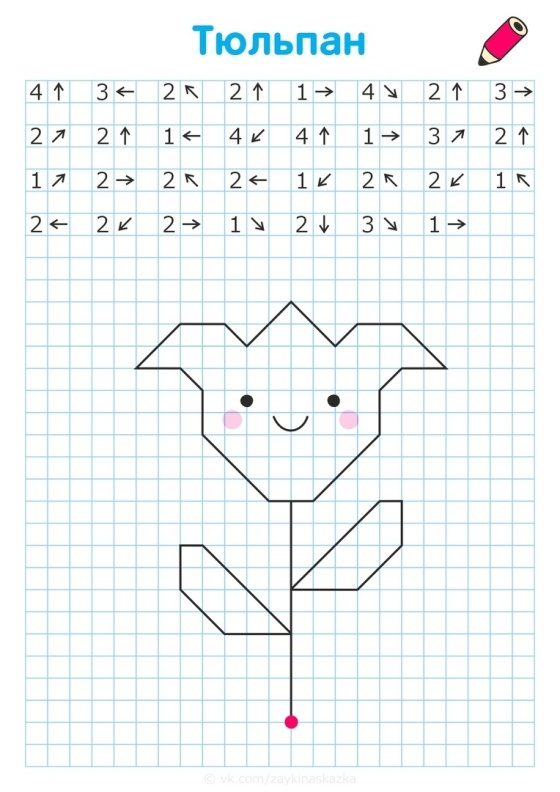 Тюльпан
4 ↑ 3 ← 2 ↖ 2 ↑ 1 → 4 ↘ 2 ↑ 3 →
2 ↗ 2 ↑ 1 ← 4 ↙ 4 ↑ 1 → 3 ↗ 2 ↑
1 ↗ 2 → 2 ↖ 2 ← 1 ↙ 2 ↖ 2 ↙ 1 ↖
2 ← 2 ↙ 2 → 1 ↘ 2 ↓ 3 ↘ 1 →
© vk.com/zaykinaskazka